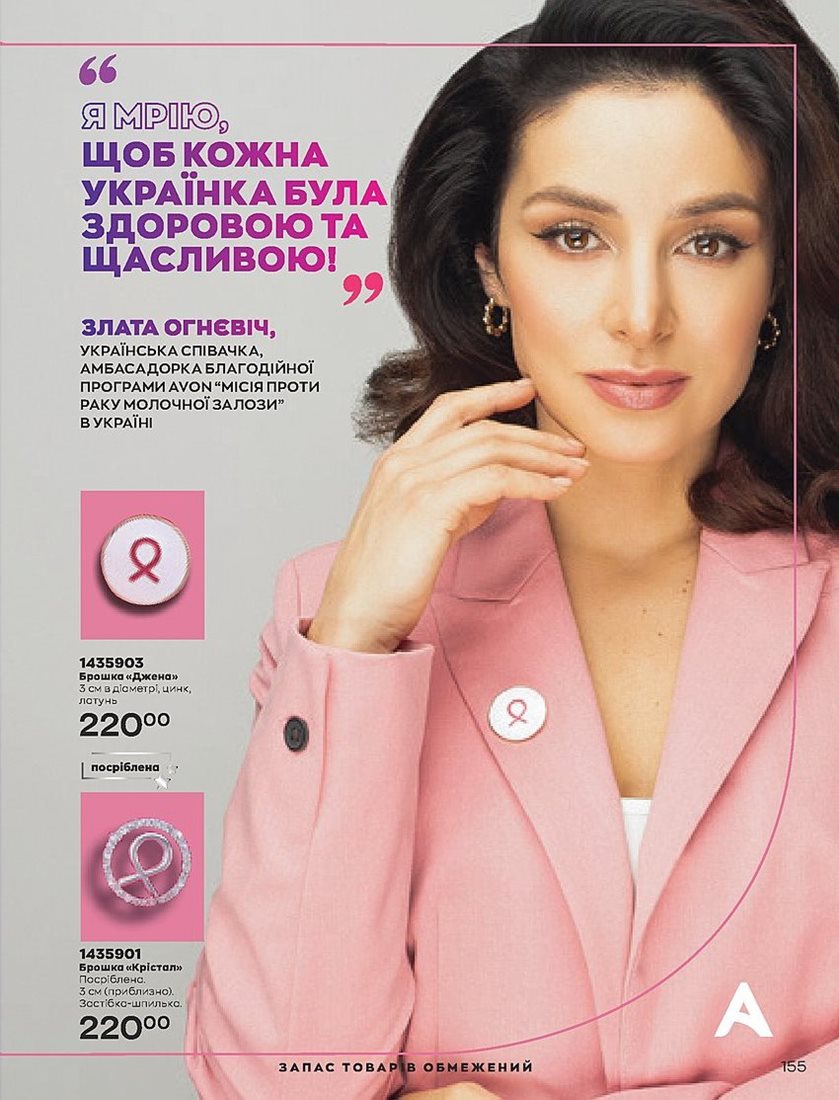 “
Я МРІЮ,
ЩОБ КОЖНА
УКРАЇНКА БУЛА
ЗДОРОВОЮ ТА
ЩАСЛИВОЮ!
”
ЗЛАТА ОГНЄВІЧ,
УКРАЇНСЬКА СПІВАЧКА,
АМБАСАДОРКА БЛАГОДІЙНОЇ
ПРОГРАМИ AVON “МІСІЯ ПРОТИ
РАКУ МОЛОЧНОЇ ЗАЛОЗИ”
В УКРАЇНІ
1435903
Брошка «Джена»
3 см в діаметрі, цинк,
латунь
220⁰⁰
посріблена
1435901
Брошка «Крістал»
Посріблена.
3 см (приблизно).
Застібка-шпилька.
220⁰⁰
A
ЗАПАС ТОВАРІВ ОБМЕЖЕНИЙ
155